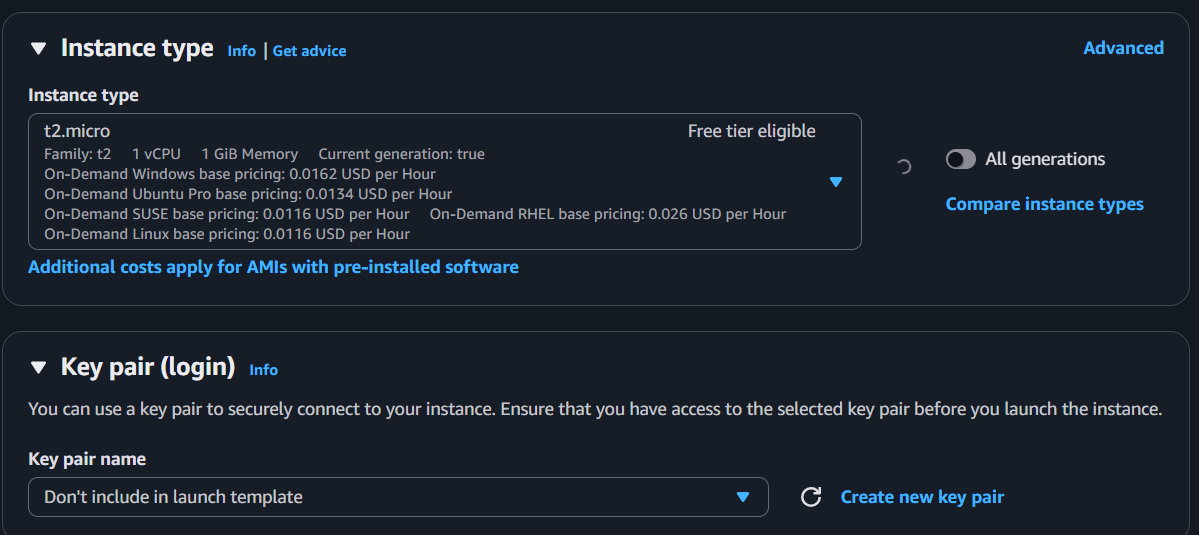 Instance type Info | Get advice Advanced
Instance type
t2.micro Free tier eligible
Family: t2 1 vCPU 1 GiB Memory Current generation: true
On-Demand Windows base pricing: 0.0162 USD per Hour
On-Demand Ubuntu Pro base pricing: 0.0134 USD per Hour
On-Demand SUSE base pricing: 0.0116 USD per Hour On-Demand RHEL base pricing: 0.026 USD per Hour
On-Demand Linux base pricing: 0.0116 USD per Hour
All generations
Compare instance types
Additional costs apply for AMIs with pre-installed software
Key pair (login) Info
You can use a key pair to securely connect to your instance. Ensure that you have access to the selected key pair before you launch the instance.
Key pair name
Don't include in launch template Create new key pair